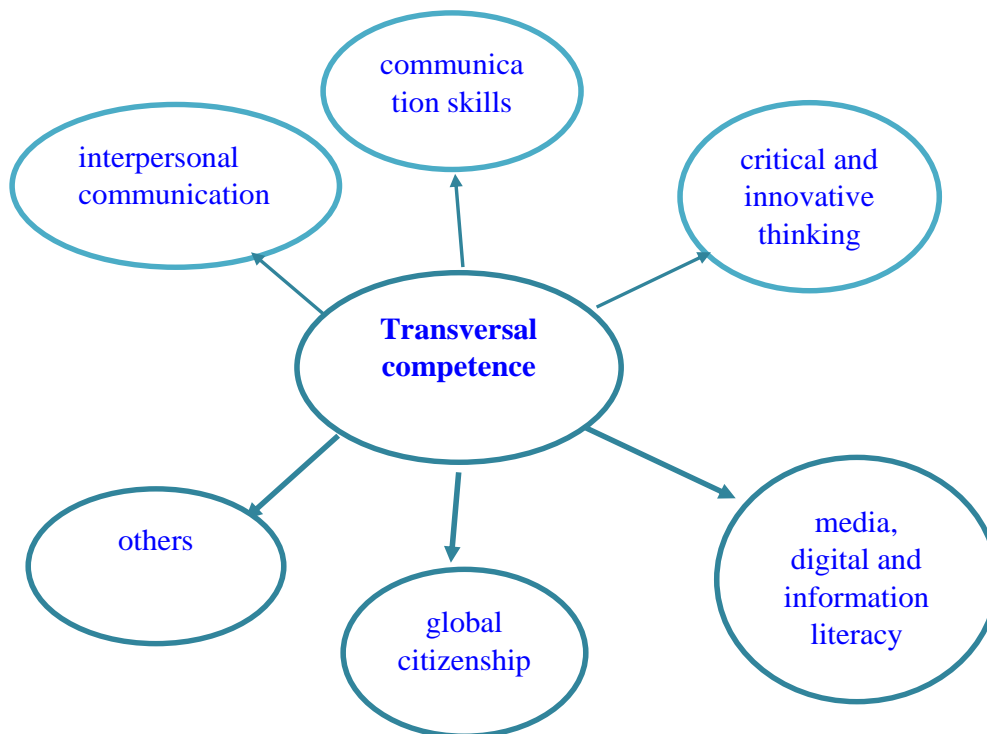 communica
tion skills
interpersonal
communication
critical and
innovative
thinking
Transversal
competence
others
global
citizenship
media,
digital and
information
literacy